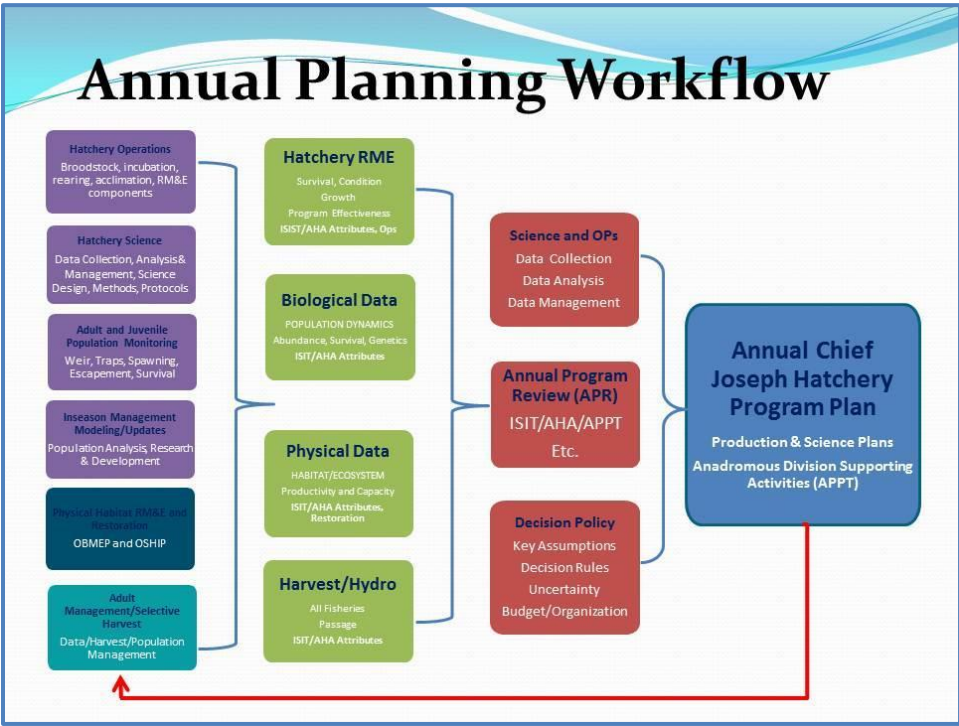 Annual Planning Workflow
Hatchery Operations
Broodstock, incubation,
rearing, acclimation, RM&E
components
Hatchery Science
Data Collection, Analysis&
Management, Science
Design, Methods, Protocols
Adult and Juvenile
Population Monitoring
Weir, Traps, Spawning,
Escapement, Survival
Inseason Management
Modeling/Updates
Population Analysis, Research
& Development
Physical Habitat RM&E and
Restoration
OBMEP and OSHIP
Adult
Management/Selective
Harvest
Data/Harvest/Population
Management
Hatchery RME
Survival, Condition
Growth
Program Effectiveness
ISIST/AHA Attributes, Ops
Biological Data
POPULATION DYNAMICS
Abundance, Survival, Genetics
ISIT/AHA Attributes
Physical Data
HABITAT/ECOSYSTEM
Productivity and Capacity
ISIT/AHA Attributes,
Restoration
Harvest/Hydro
All Fisheries
Passage
ISIT/AHA Attributes
Science and OPs
Data Collection
Data Analysis
Data Management
Annual Program
Review (APR)
ISIT/AHA/APPT
Etc.
Decision Policy
Key Assumptions
Decision Rules
Uncertainty
Budget/Organization
Annual Chief
Joseph Hatchery
Program Plan
Production & Science Plans
Anadromous Division Supporting
Activities (APPT)